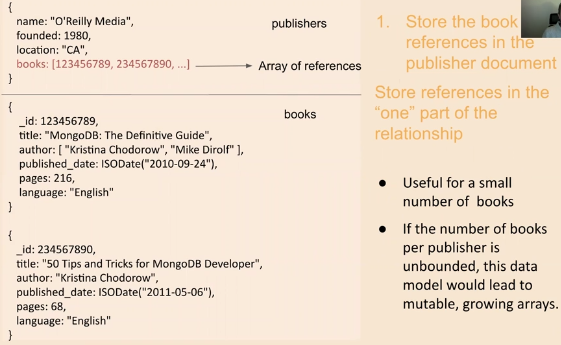 {
name: "O'Reilly Media",
founded: 1980,
location: "CA",
books: [123456789, 234567890, ...]
}
publishers
Array of references
{
_id: 123456789,
title: "MongoDB: The Definitive Guide",
author: [ "Kristina Chodorow", "Mike Dirolf" ],
published_date: ISODate("2010-09-24"),
pages: 216,
language: "English"
}
books
{
_id: 234567890,
title: "50 Tips and Tricks for MongoDB Developer",
author: "Kristina Chodorow",
published_date: ISODate("2011-05-06"),
pages: 68,
language: "English"
}
1. Store the book
references in the
publisher document
Store references in the
“one” part of the
relationship
● Useful for a small
number of books
● If the number of books
per publisher is
unbounded, this data
model would lead to
mutable, growing arrays.